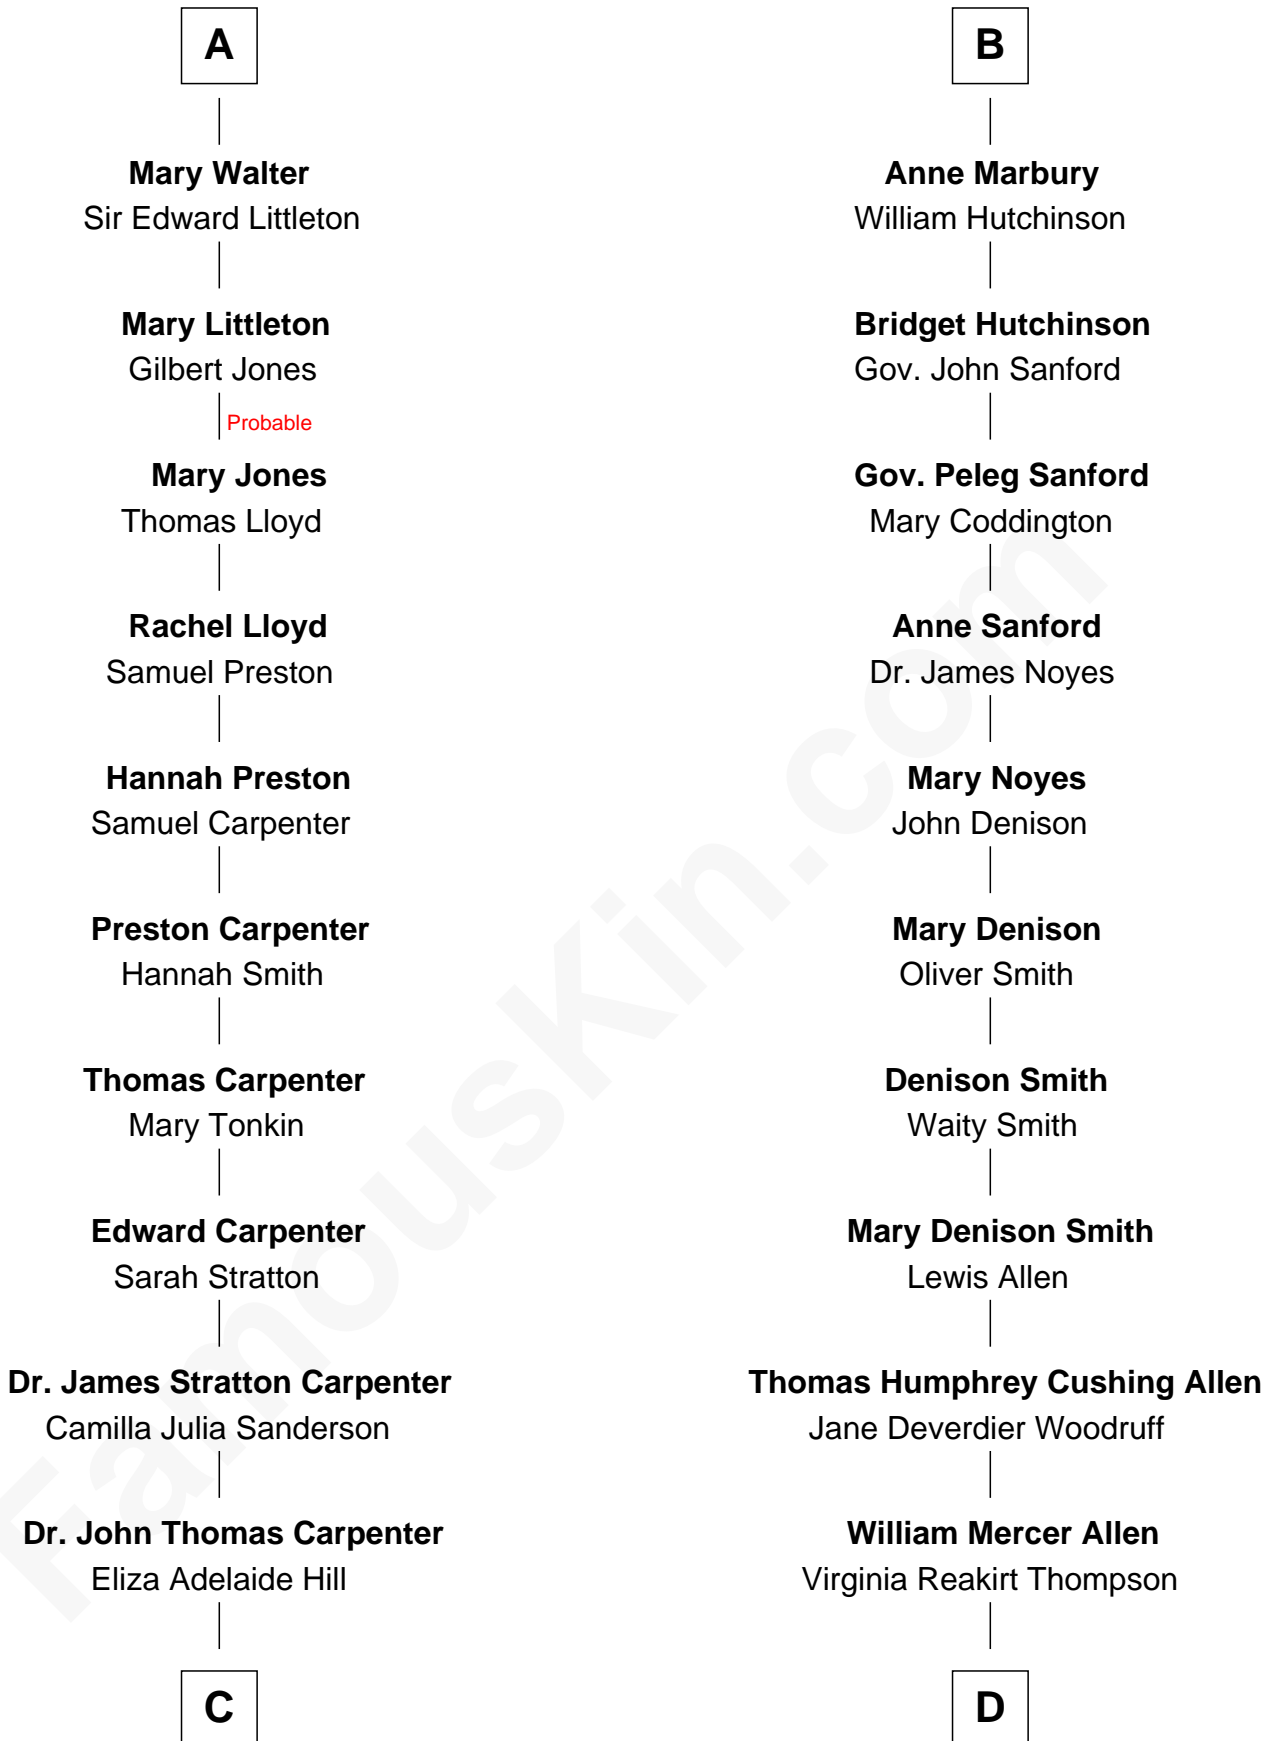 A
Mary Walter
Sir Edward Littleton
Mary Littleton
Gilbert Jones
Probable
Mary Jones
Thomas Lloyd
Rachel Lloyd
Samuel Preston
Hannah Preston
Samuel Carpenter
Preston Carpenter
Hannah Smith
Thomas Carpenter
Mary Tonkin
Edward Carpenter
Sarah Stratton
Dr. James Stratton Carpenter
Camilla Julia Sanderson
Dr. John Thomas Carpenter
Eliza Adelaide Hill
C
B
Anne Marbury
William Hutchinson
Bridget Hutchinson
Gov. John Sanford
Gov. Peleg Sanford
Mary Coddington
Anne Sanford
Dr. James Noyes
Mary Noyes
John Denison
Mary Denison
Oliver Smith
Denison Smith
Waity Smith
Mary Denison Smith
Lewis Allen
Thomas Humphrey Cushing Allen
Jane Deverdier Woodruff
William Mercer Allen
Virginia Reakirt Thompson
D
FamousKin.com